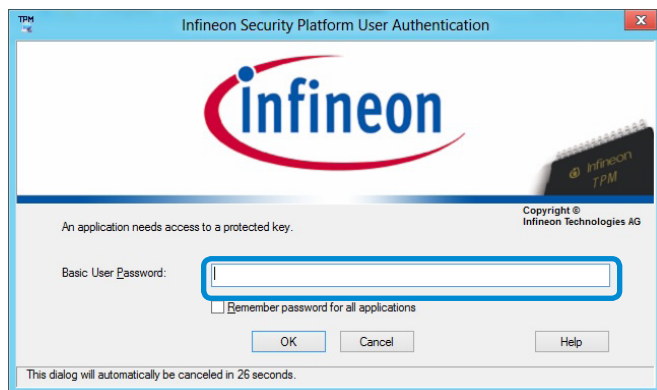 TPM
Infineon Security Platform User Authentication
infineon
Infineon
TPM
Copyright ©
Infineon Technologies AG
An application needs access to a protected key.
Basic User Password:
Remember password for all applications
OK Cancel Help
This dialog will automatically be canceled in 26 seconds.